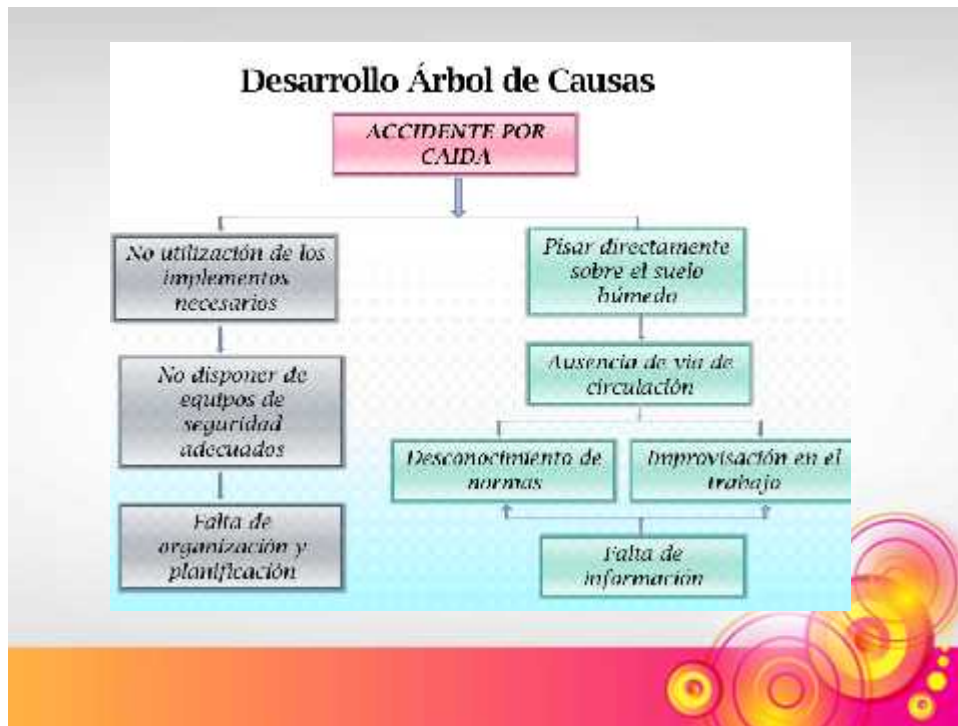 Desarrollo Árbol de Causas
ACCIDENTE POR
CAIDA
No utilización de los
implementos
necesarios
No disponer de
equipos de
seguridad
adecuados
Falta de
organización y
planificación
Pisar directamente
sobre el suelo
húmedo
Ausencia de via de
circulación
Desconocimiento de
normas
Improvisación en el
trabajo
Falta de
información